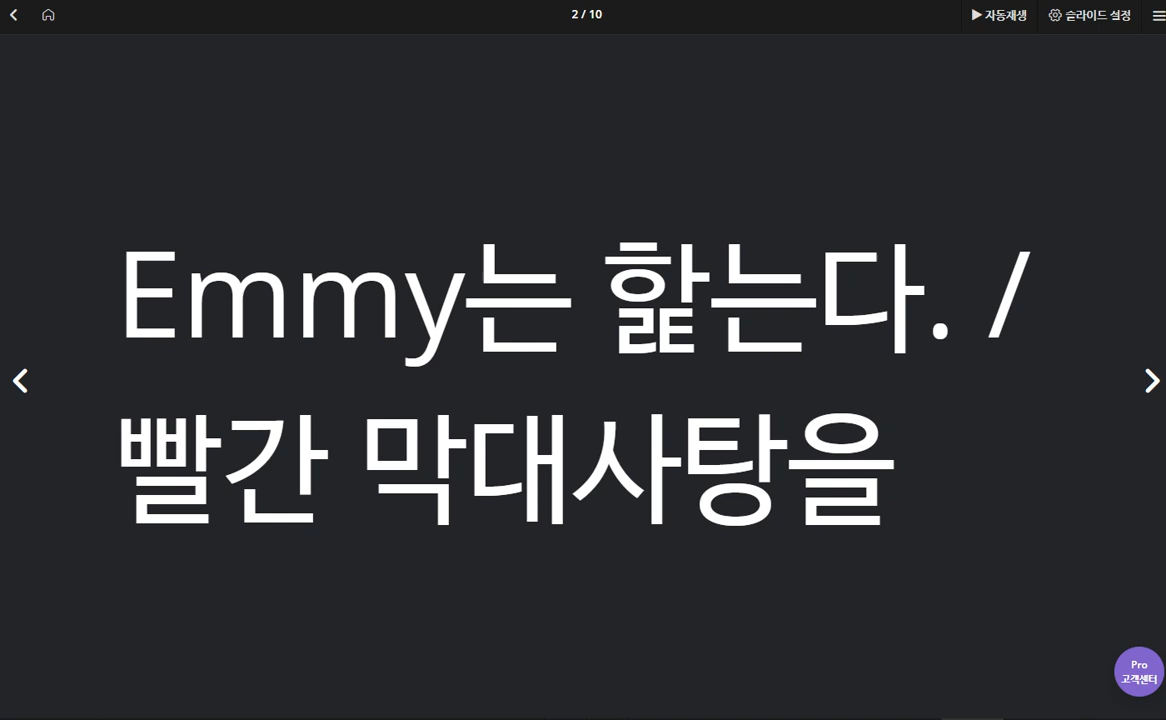 2 / 10
자동재생
슬라이드 설정
Emmy는 핥는다. /
빨간 막대사탕을
Pro
고객센터